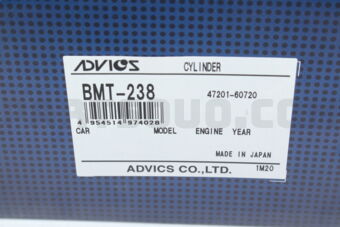 ADVICS CYLINDER
BMT-238 47201-60720
4 954514 974028
CAR MODEL ENGINE YEAR
MADE IN JAPAN
ADVICS CO.,LTD. 1M20